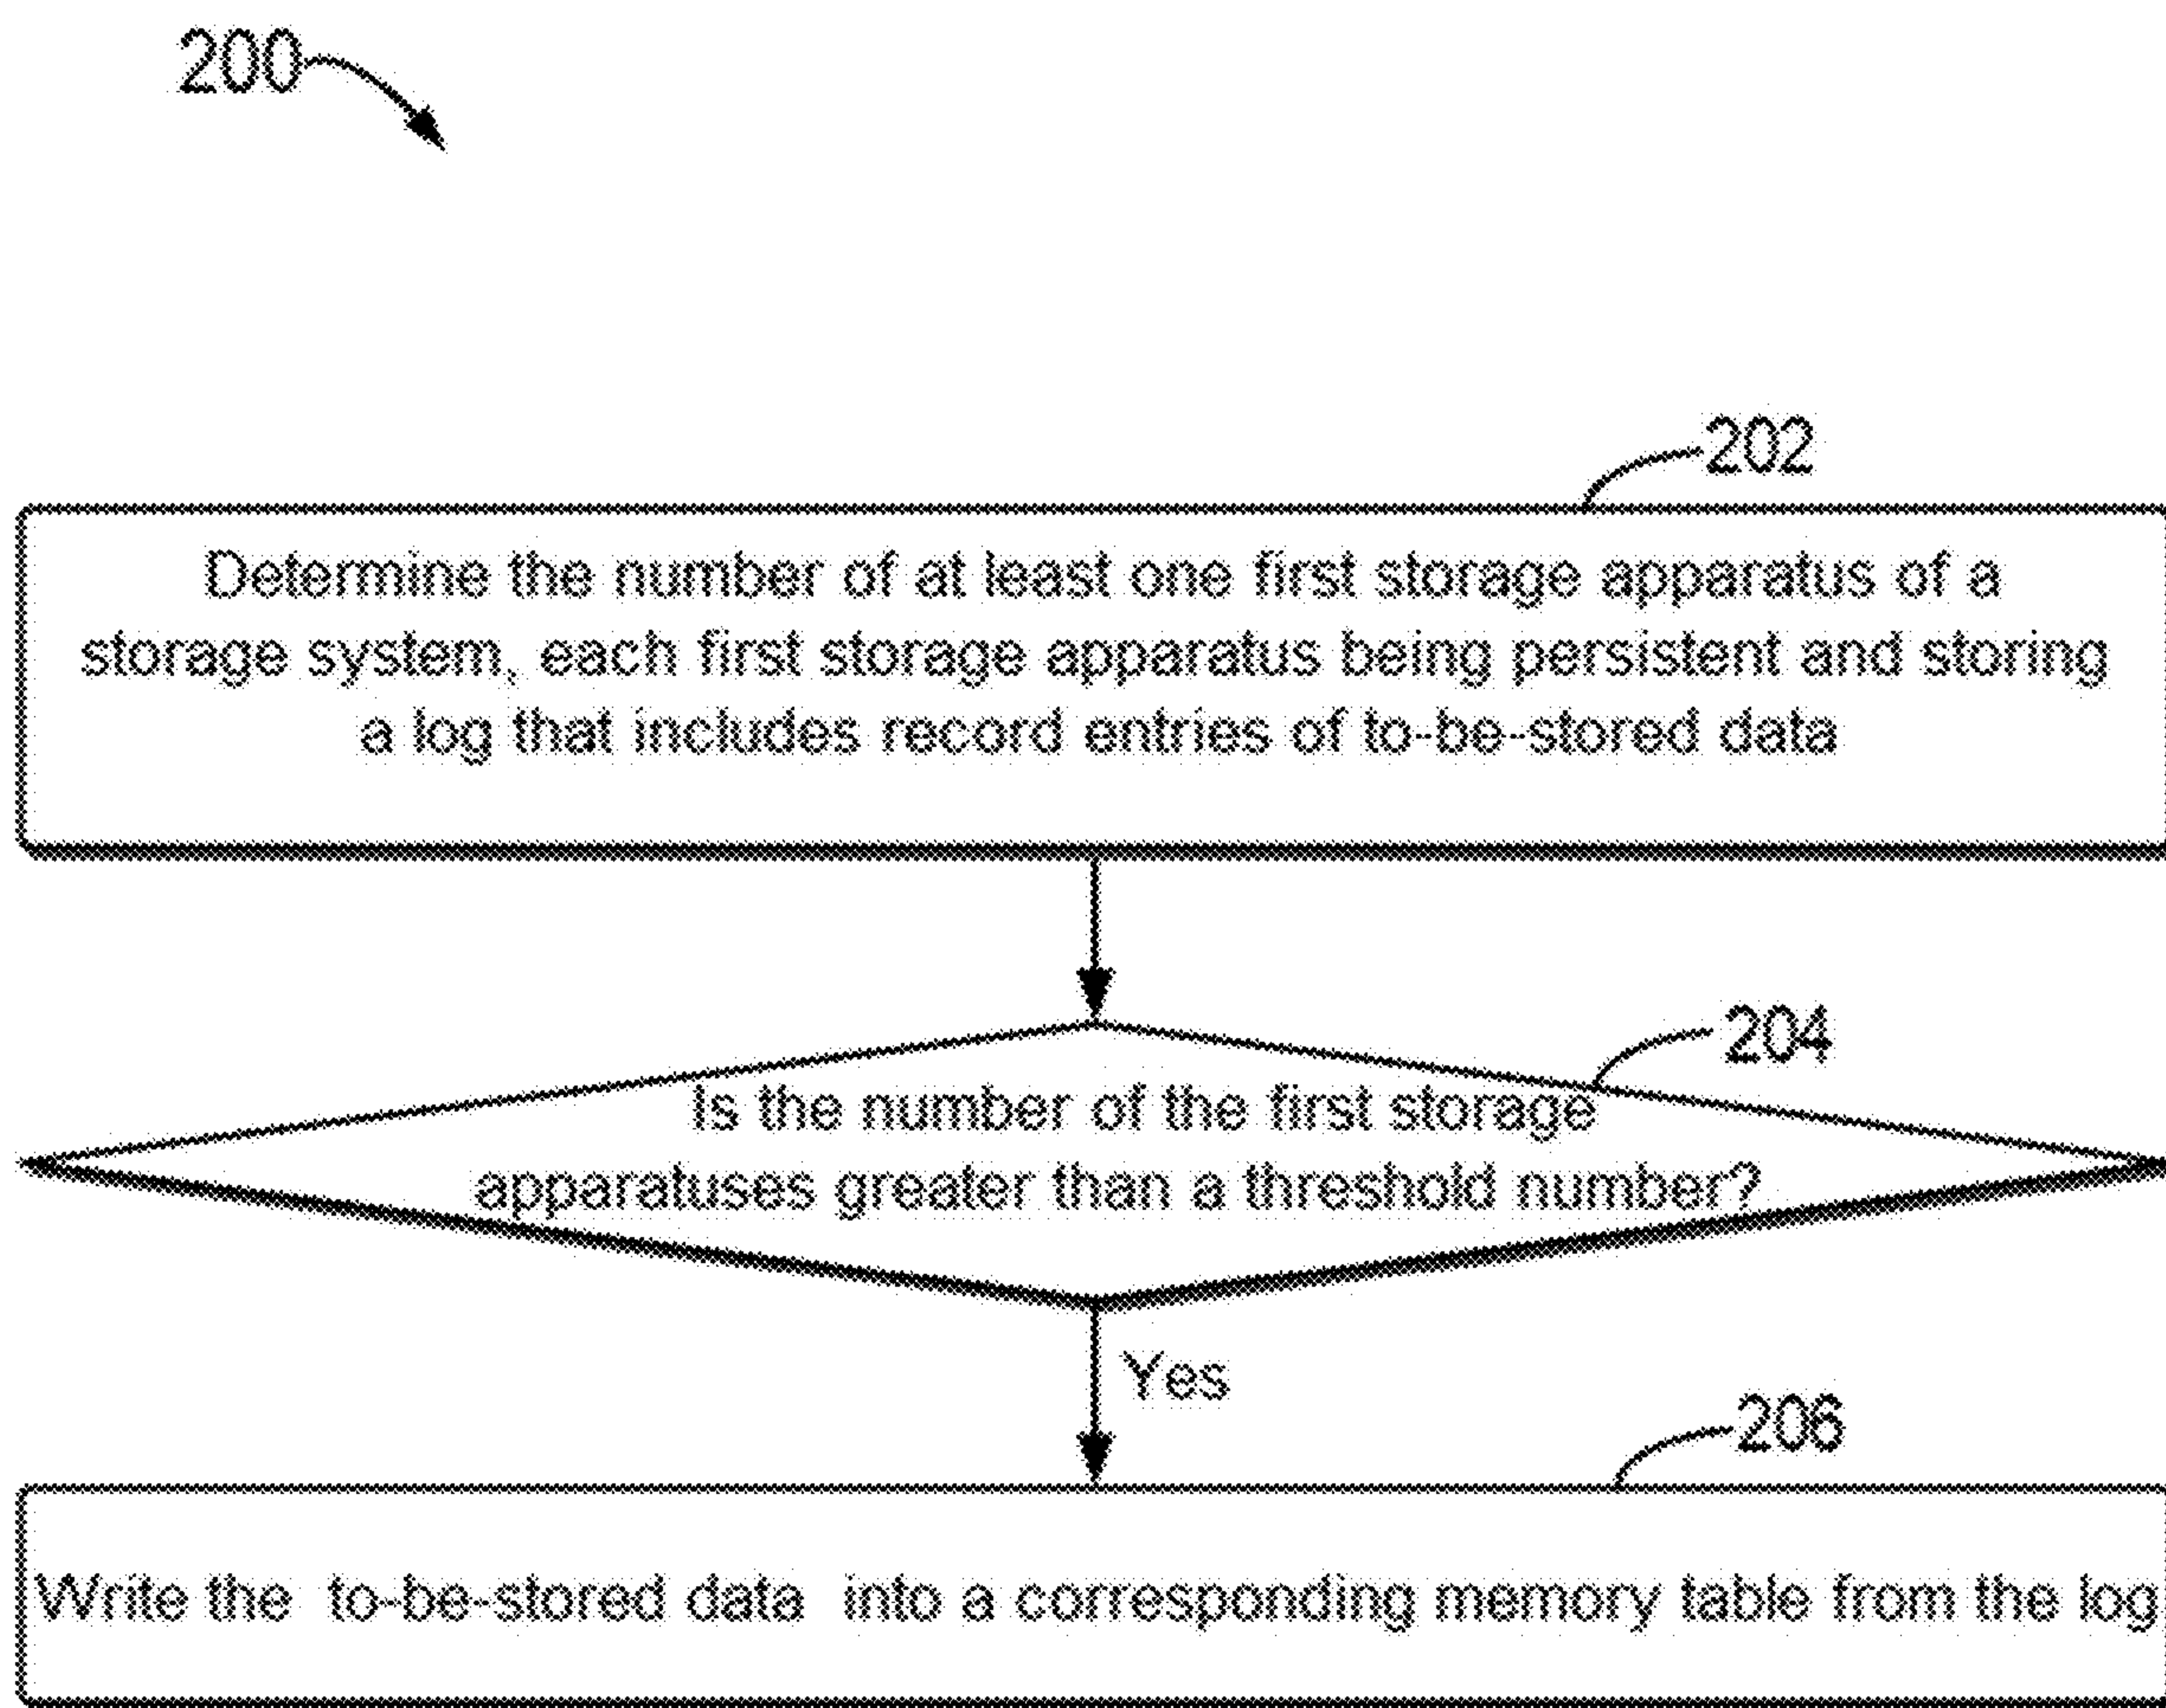 200
202
Determine the number of at least one first storage apparatus of a
storage system, each first storage apparatus being persistent and storing
a log that includes record entries of to-be-stored data
204
Is the number of the first storage
apparatuses greater than a threshold number?
Yes
206
Write the to-be-stored data into a corresponding memory table from the log